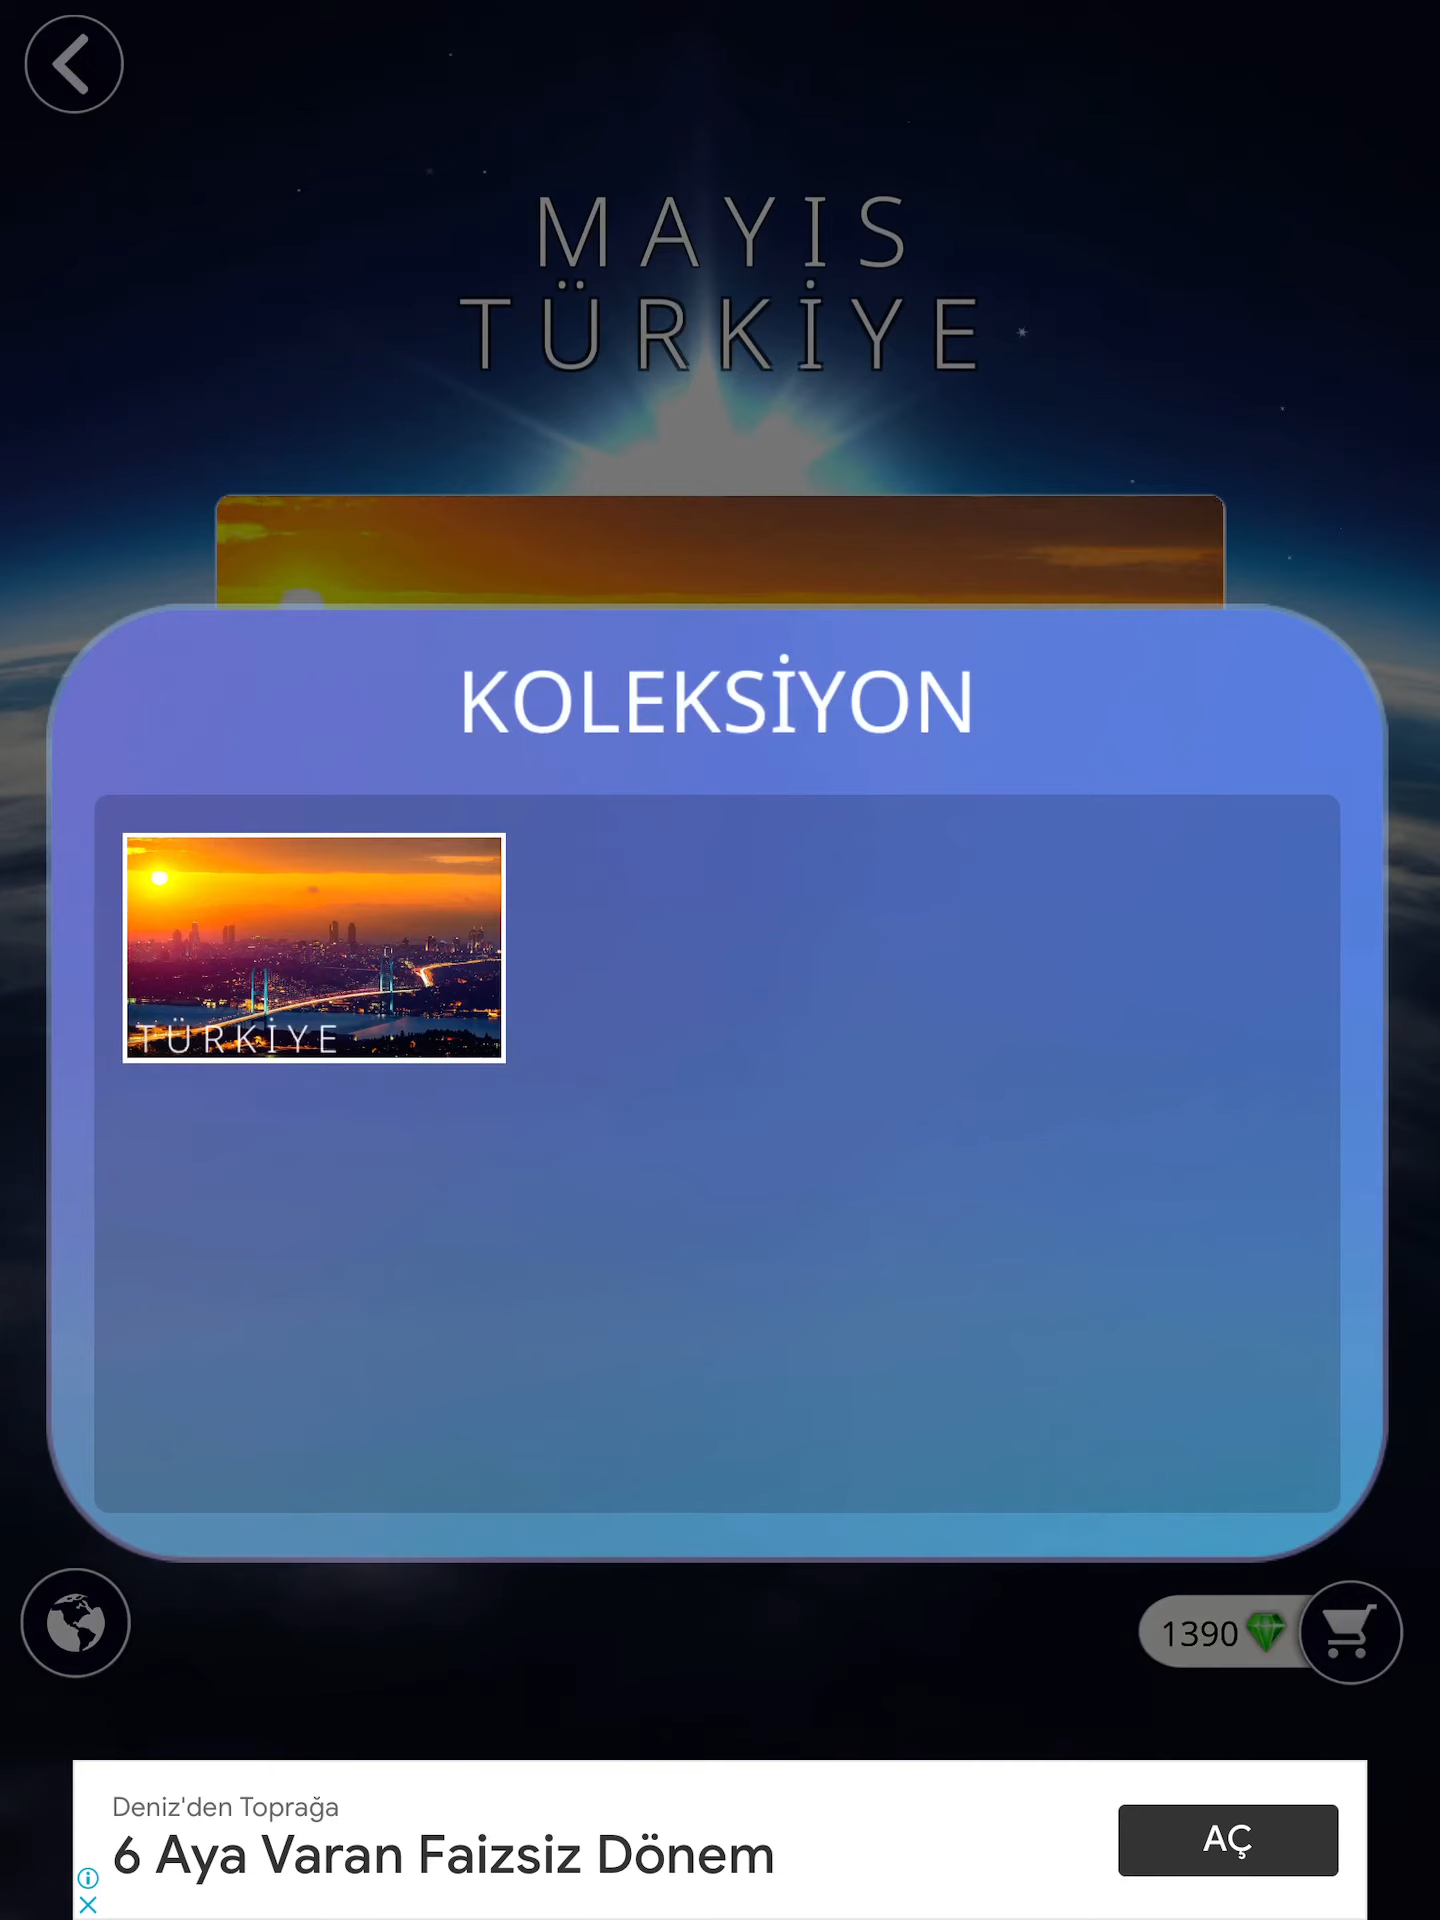 MAYIS
TÜRKİYE
KOLEKSİYON
TÜRKİYE
1390
Deniz'den Toprağa
6 Aya Varan Faizsiz Dönem
AÇ